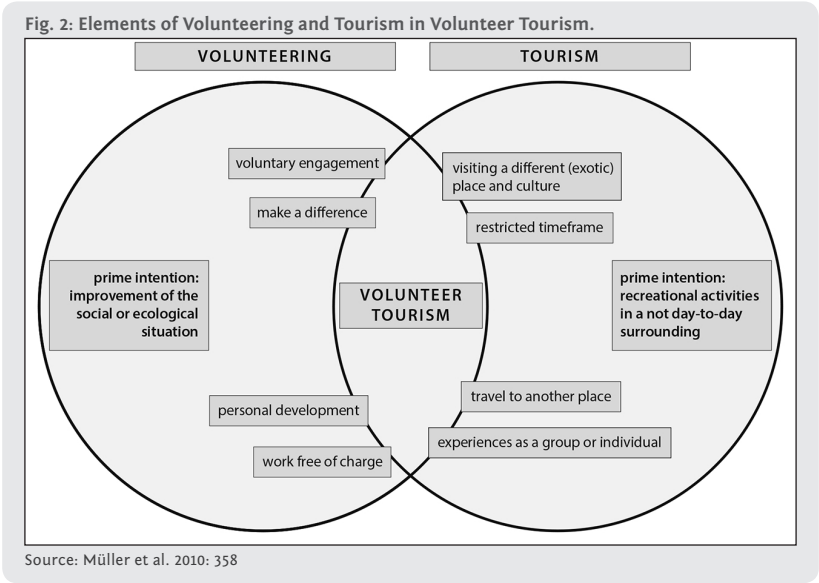 Fig. 2: Elements of Volunteering and Tourism in Volunteer Tourism.
VOLUNTEERING
TOURISM
voluntary engagement
make a difference
prime intention:
improvement of the
social or ecological
situation
personal development
work free of charge
VOLUNTEER
TOURISM
visiting a different (exotic)
place and culture
restricted timeframe
prime intention:
recreational activities
in a not day-to-day
surrounding
travel to another place
experiences as a group or individual
Source: Müller et al. 2010: 358